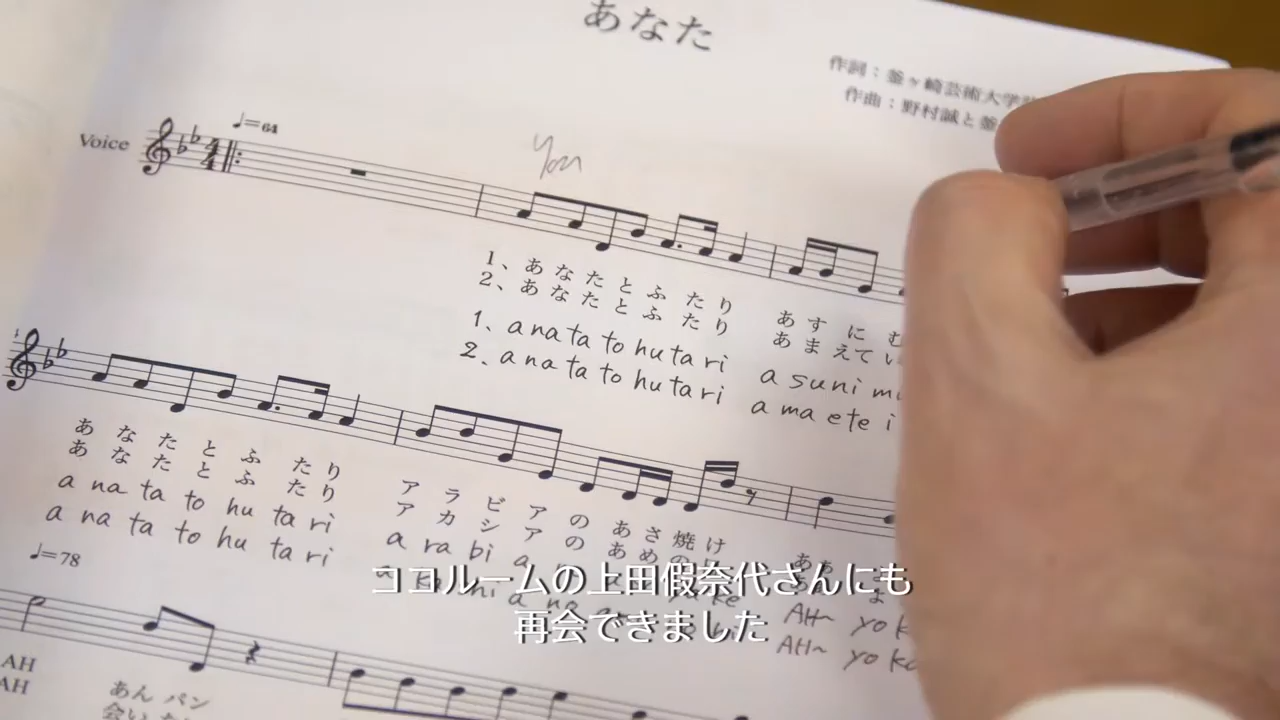 あなた
作詞：釜ヶ崎芸術大学
作曲：野村誠と釜
♩=64
Voice
You
1、あ な た と ふ た り あ す に む
2、あ な た と ふ た り あ ま え て い
1. a na ta to hu ta ri a su ni mu
2. a na ta to hu ta ri a ma e te i
あ な た と ふ た り ア ラ ビ ア の あ さ 焼 け
あ な た と ふ た り ア カ シ ア の あ め の
a na ta to hu ta ri a ra bi a
a na ta to hu ta ri
AH~ yo k
AH~ yo ko
♩=78
AH
AH
あん パン
会い
ココルームの上田假奈代さんにも
再会できました